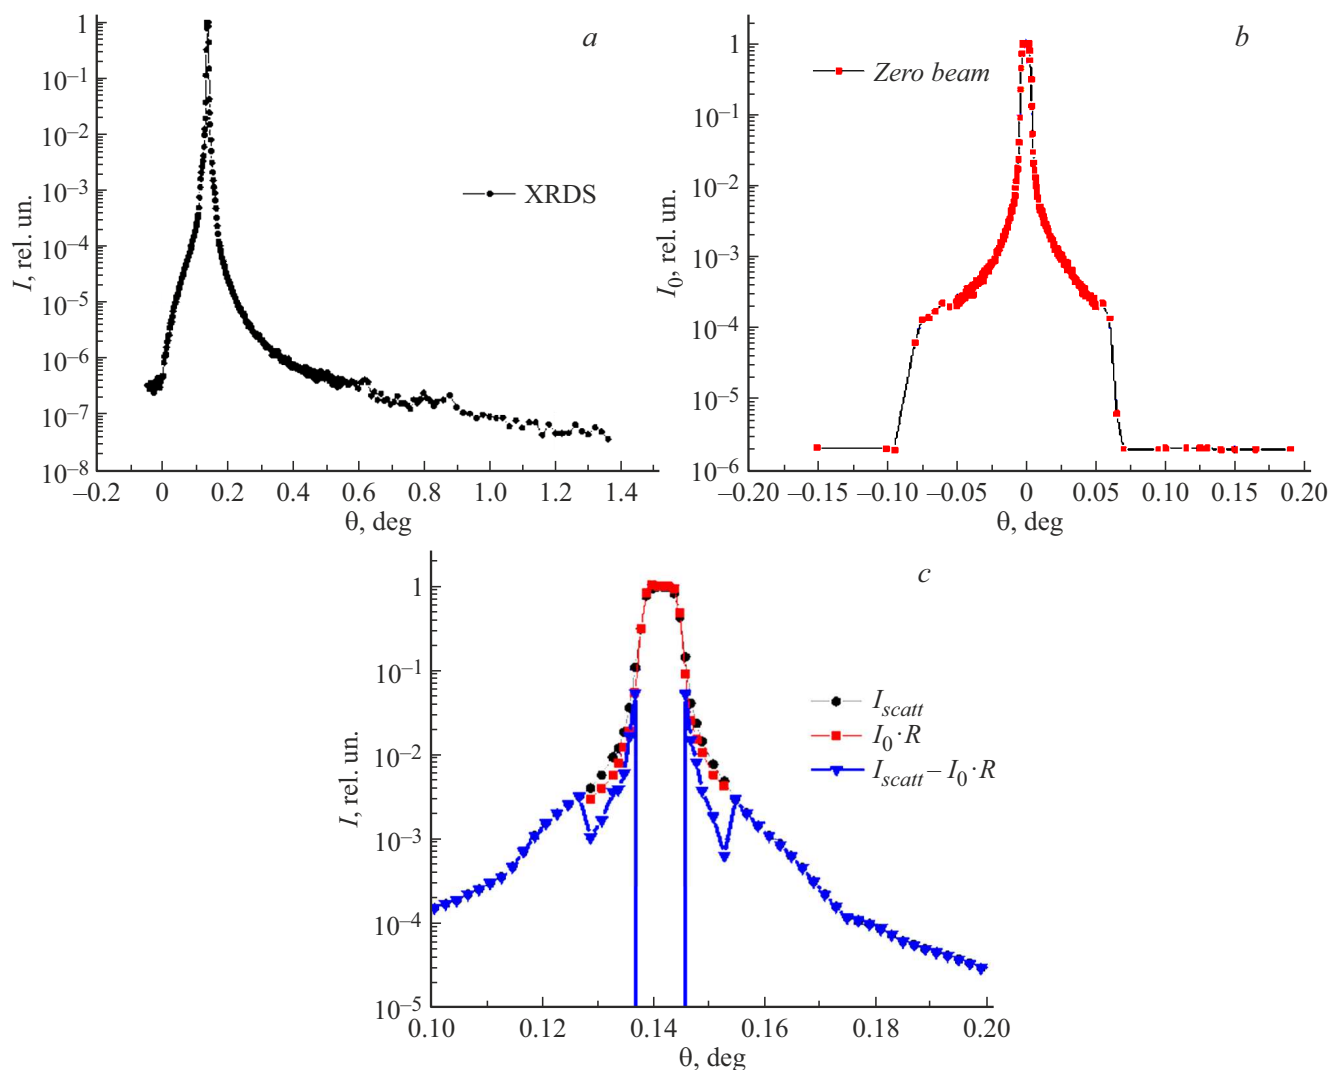 a
1
10⁻¹
10⁻²
10⁻³
10⁻⁴
10⁻⁵
10⁻⁶
10⁻⁷
10⁻⁸
I, rel. un.
XRDS
–0.2 0 0.2 0.4 0.6 0.8 1.0 1.2 1.4
θ, deg
b
1
10⁻¹
10⁻²
10⁻³
10⁻⁴
10⁻⁵
10⁻⁶
I₀, rel. un.
Zero beam
–0.20 –0.15 –0.10 –0.05 0 0.05 0.10 0.15 0.20
θ, deg
c
1
10⁻¹
10⁻²
10⁻³
10⁻⁴
10⁻⁵
I, rel. un.
I_scatt
I₀·R
I_scatt – I₀·R
0.10 0.12 0.14 0.16 0.18 0.20
θ, deg